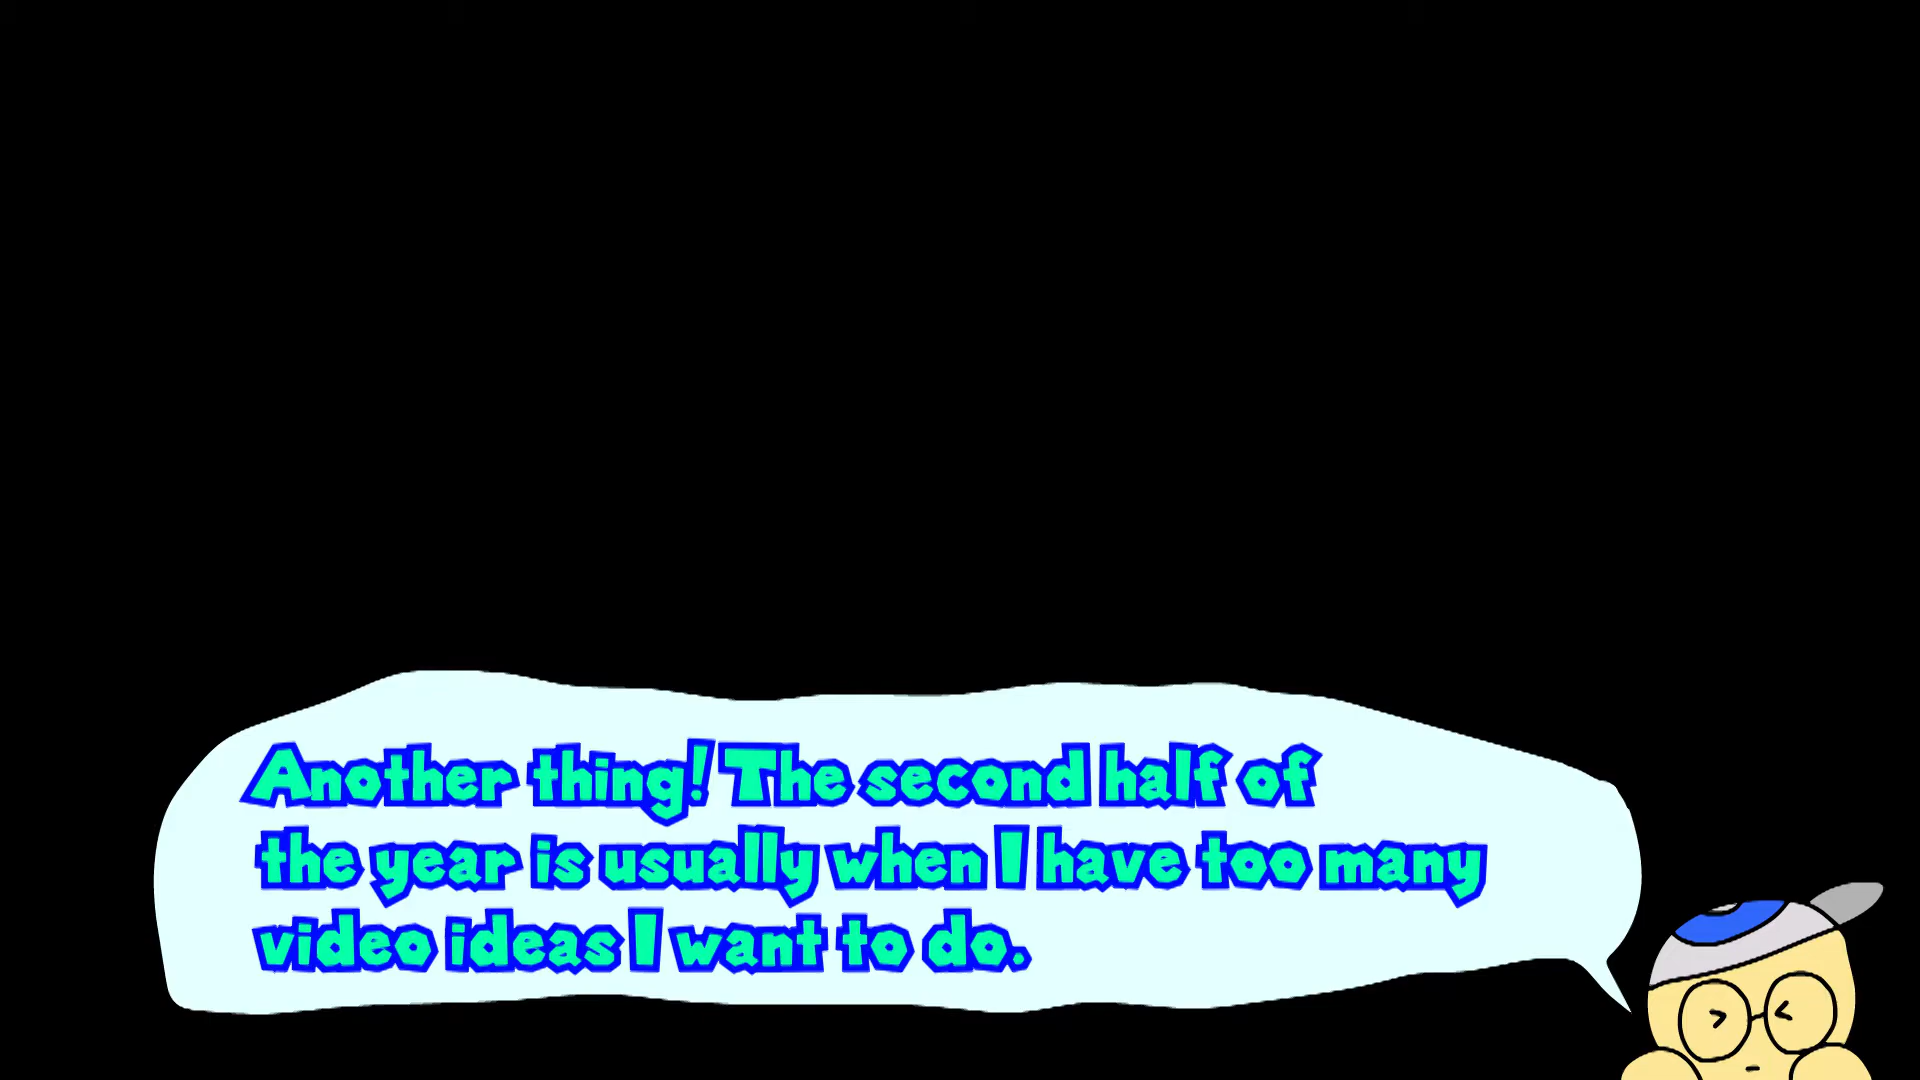 Another thing! The second half of
the year is usually when I have too many
video ideas I want to do.